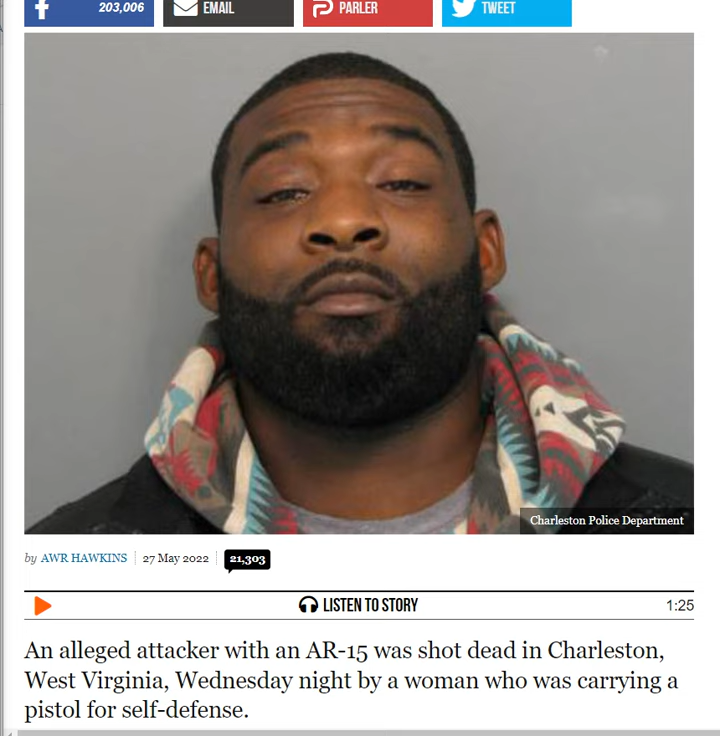 203,006 EMAIL PARLER TWEET
Charleston Police Department
by AWR HAWKINS 27 May 2022 21,303
LISTEN TO STORY 1:25
An alleged attacker with an AR-15 was shot dead in Charleston,
West Virginia, Wednesday night by a woman who was carrying a
pistol for self-defense.